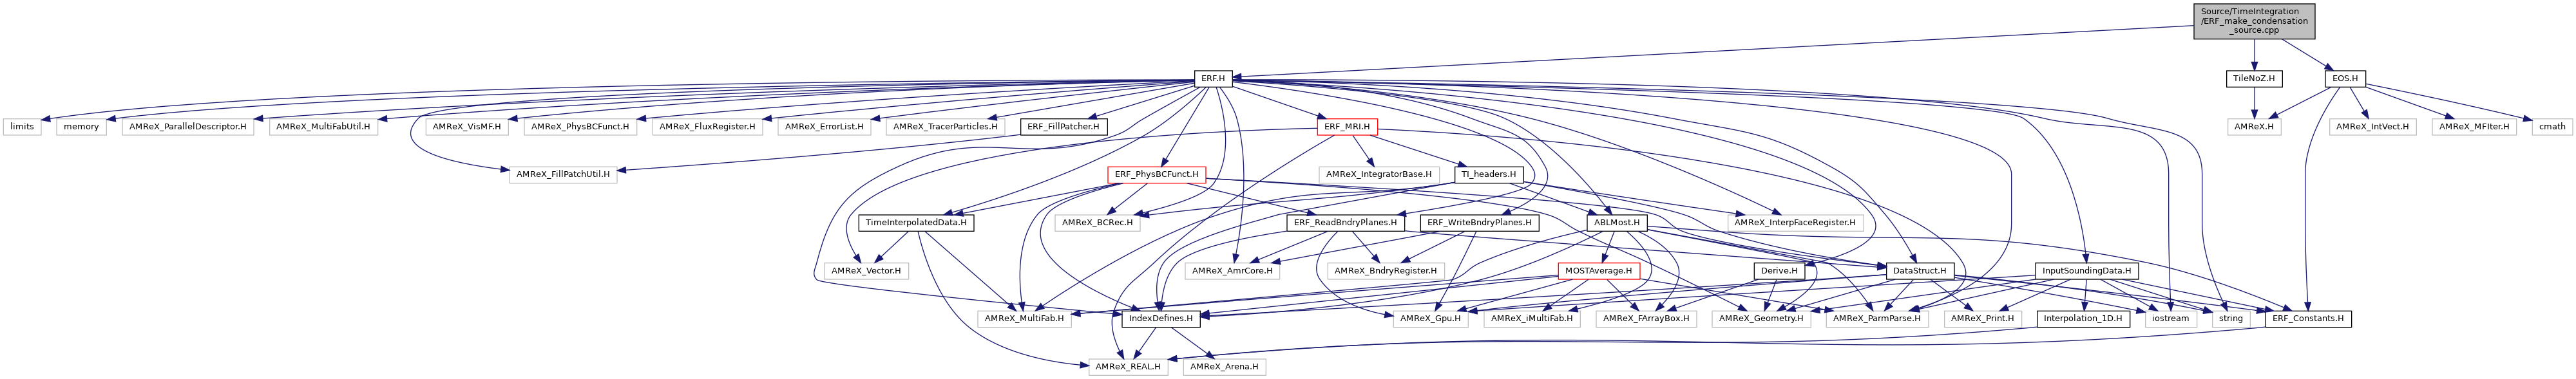 Source/TimeIntegration
/ERF_make_condensation
_source.cpp
ERF.H
TileNoZ.H
EOS.H
limits
memory
AMReX_ParallelDescriptor.H
AMReX_MultiFabUtil.H
AMReX_VisMF.H
AMReX_PhysBCFunct.H
AMReX_FluxRegister.H
AMReX_ErrorList.H
AMReX_TracerParticles.H
ERF_FillPatcher.H
ERF_MRI.H
AMReX.H
AMReX_IntVect.H
AMReX_MFIter.H
cmath
AMReX_FillPatchUtil.H
ERF_PhysBCFunct.H
AMReX_IntegratorBase.H
TI_headers.H
TimeInterpolatedData.H
AMReX_BCRec.H
ERF_ReadBndryPlanes.H
ERF_WriteBndryPlanes.H
ABLMost.H
AMReX_InterpFaceRegister.H
AMReX_Vector.H
AMReX_AmrCore.H
AMReX_BndryRegister.H
MOSTAverage.H
Derive.H
DataStruct.H
InputSoundingData.H
AMReX_MultiFab.H
IndexDefines.H
AMReX_Gpu.H
AMReX_iMultiFab.H
AMReX_FArrayBox.H
AMReX_Geometry.H
AMReX_ParmParse.H
AMReX_Print.H
Interpolation_1D.H
iostream
string
ERF_Constants.H
AMReX_REAL.H
AMReX_Arena.H